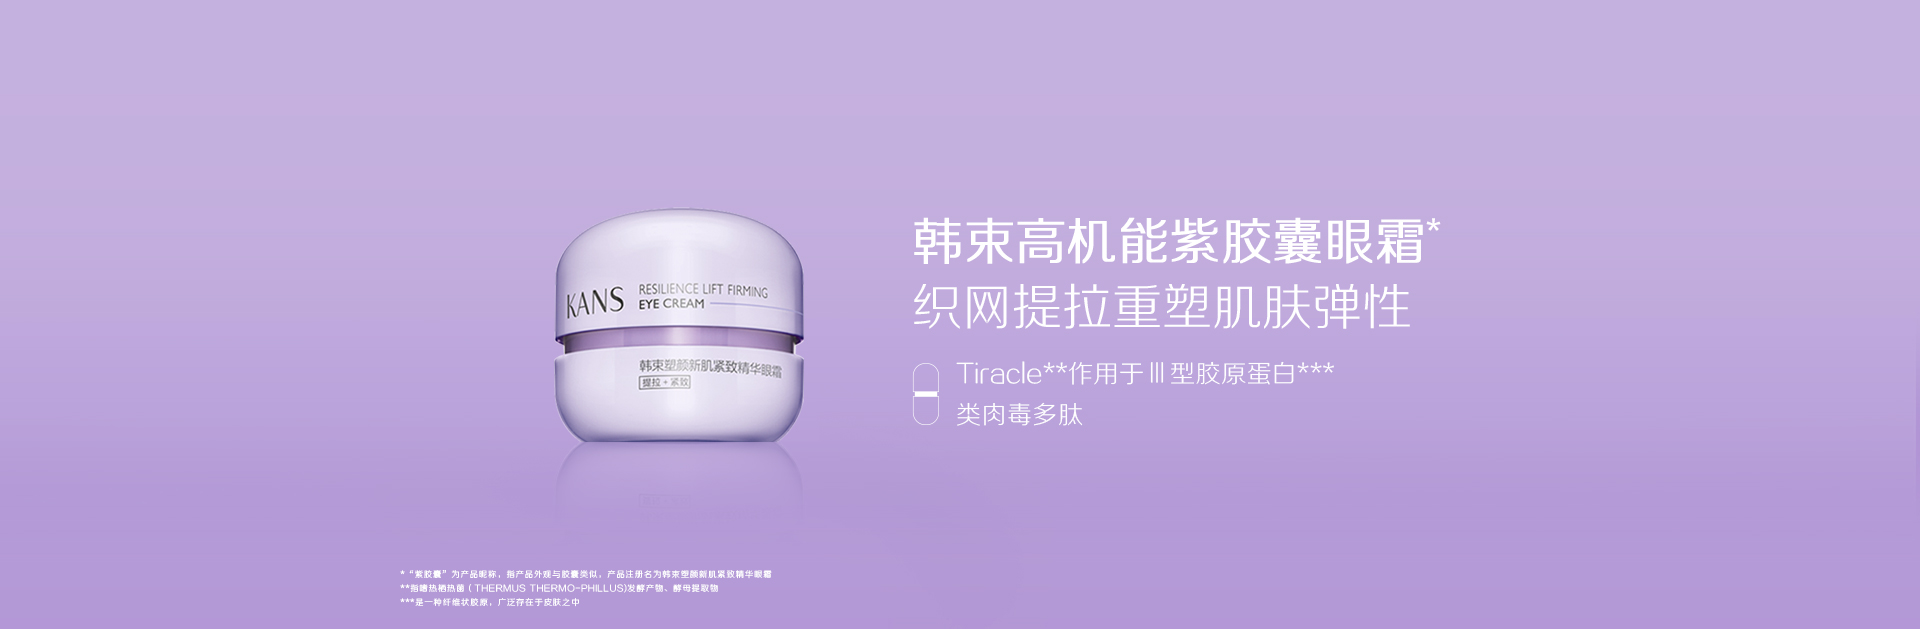 KANS
RESILIENCE LIFT FIRMING
EYE CREAM
韩束塑颜新肌紧致精华眼霜
提拉+紧致
韩束高机能紫胶囊眼霜*
织网提拉重塑肌肤弹性
Tiracle**作用于Ⅲ型胶原蛋白***
类肉毒多肽
*“紫胶囊”为产品昵称，指产品外观与胶囊类似，产品注册名为韩束塑颜新肌紧致精华眼霜
**指嗜热栖热菌（THERMUS THERMO-PHILLUS)发酵产物、酵母提取物
***是一种纤维状胶原，广泛存在于皮肤之中